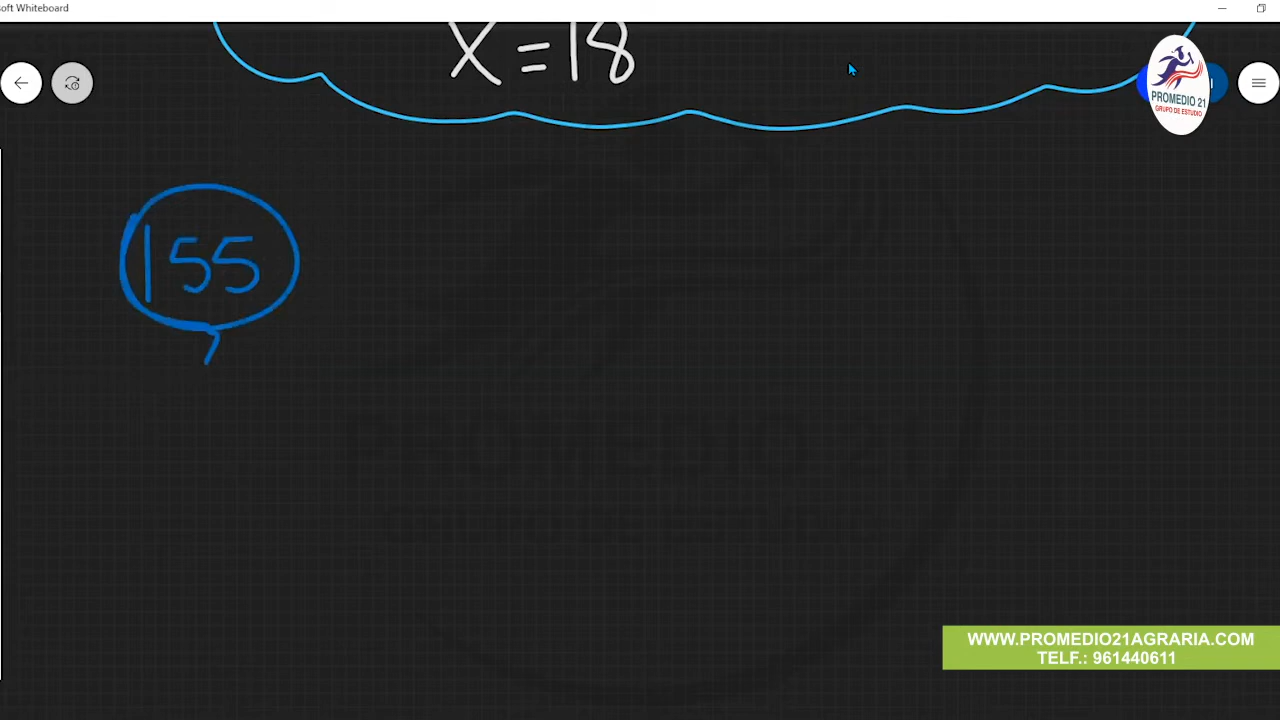 soft Whiteboard
X = 18
PROMEDIO 21
GRUPO DE ESTUDIO
155
WWW.PROMEDIO21AGRARIA.COM
TELF.: 961440611